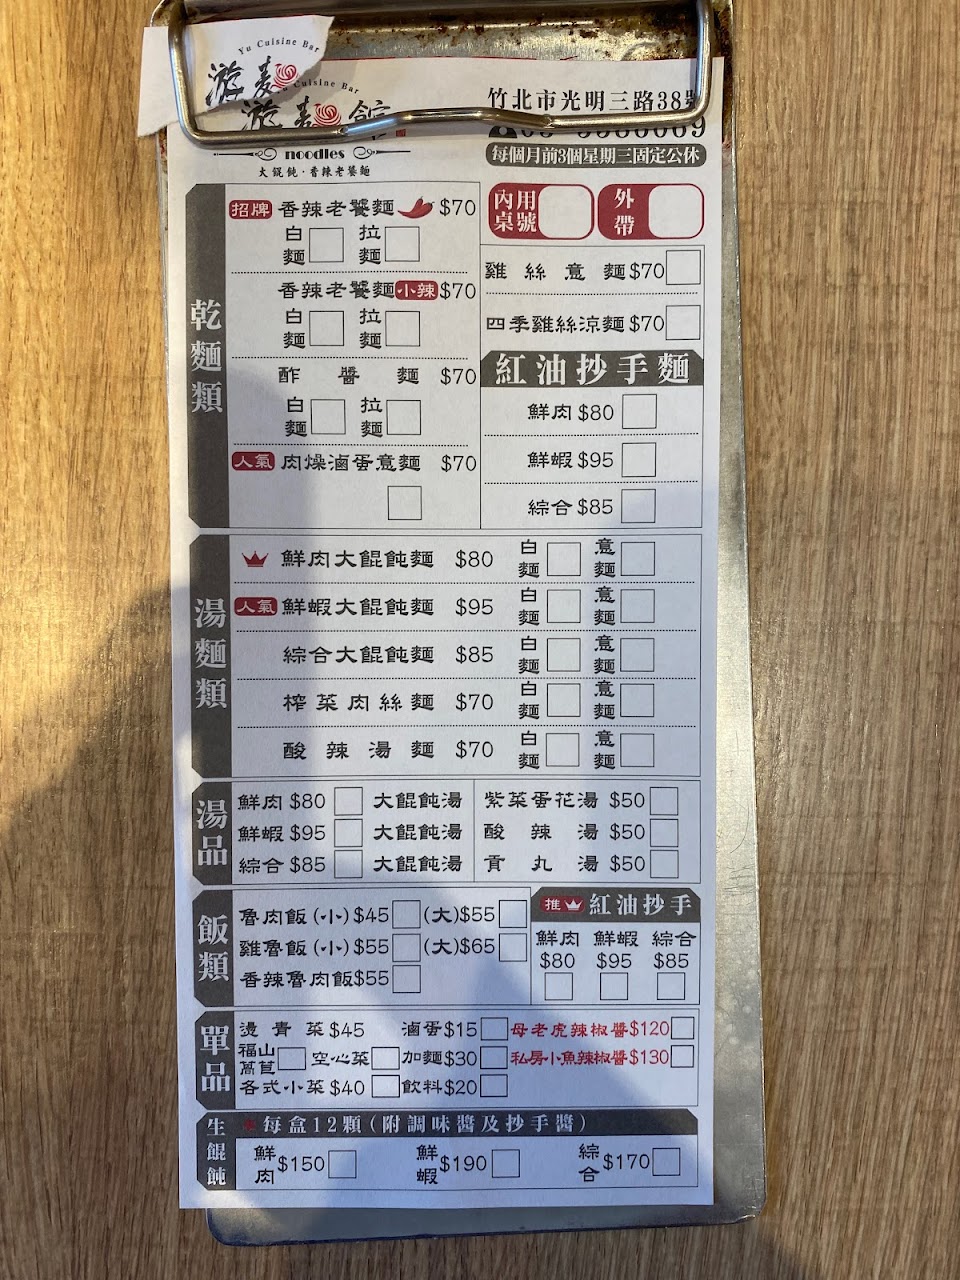 Yu Cuisine Bar
游麦
Cuisine Bar
游麦館
noodles
大餛飩·香辣老饕麵
竹北市光明三路38號
每個月前3個星期三固定公休
內用桌號
外帶
乾麵類
招牌 香辣老饕麵 $70
白麵 拉麵
香辣老饕麵 小辣 $70
白麵 拉麵
酢醬麵 $70
白麵 拉麵
人氣 肉燥滷蛋意麵 $70
雞絲意麵 $70
四季雞絲涼麵 $70
紅油抄手麵
鮮肉 $80
鮮蝦 $95
綜合 $85
湯麵類
鮮肉大餛飩麵 $80 白麵 意麵
人氣 鮮蝦大餛飩麵 $95 白麵 意麵
綜合大餛飩麵 $85 白麵 意麵
榨菜肉絲麵 $70 白麵 意麵
酸辣湯麵 $70 白麵 意麵
湯品
鮮肉 $80 大餛飩湯
鮮蝦 $95 大餛飩湯
綜合 $85 大餛飩湯
紫菜蛋花湯 $50
酸辣湯 $50
貢丸湯 $50
飯類
魯肉飯 (小)$45 (大)$55
雞魯飯 (小)$55 (大)$65
香辣魯肉飯 $55
推 紅油抄手
鮮肉 鮮蝦 綜合
$80 $95 $85
單品
燙青菜 $45 滷蛋 $15 母老虎辣椒醬 $120
福山萵苣 空心菜 加麵 $30 私房小魚辣椒醬 $130
各式小菜 $40 飲料 $20
生餛飩
每盒12顆(附調味醬及抄手醬)
鮮肉 $150 鮮蝦 $190 綜合 $170